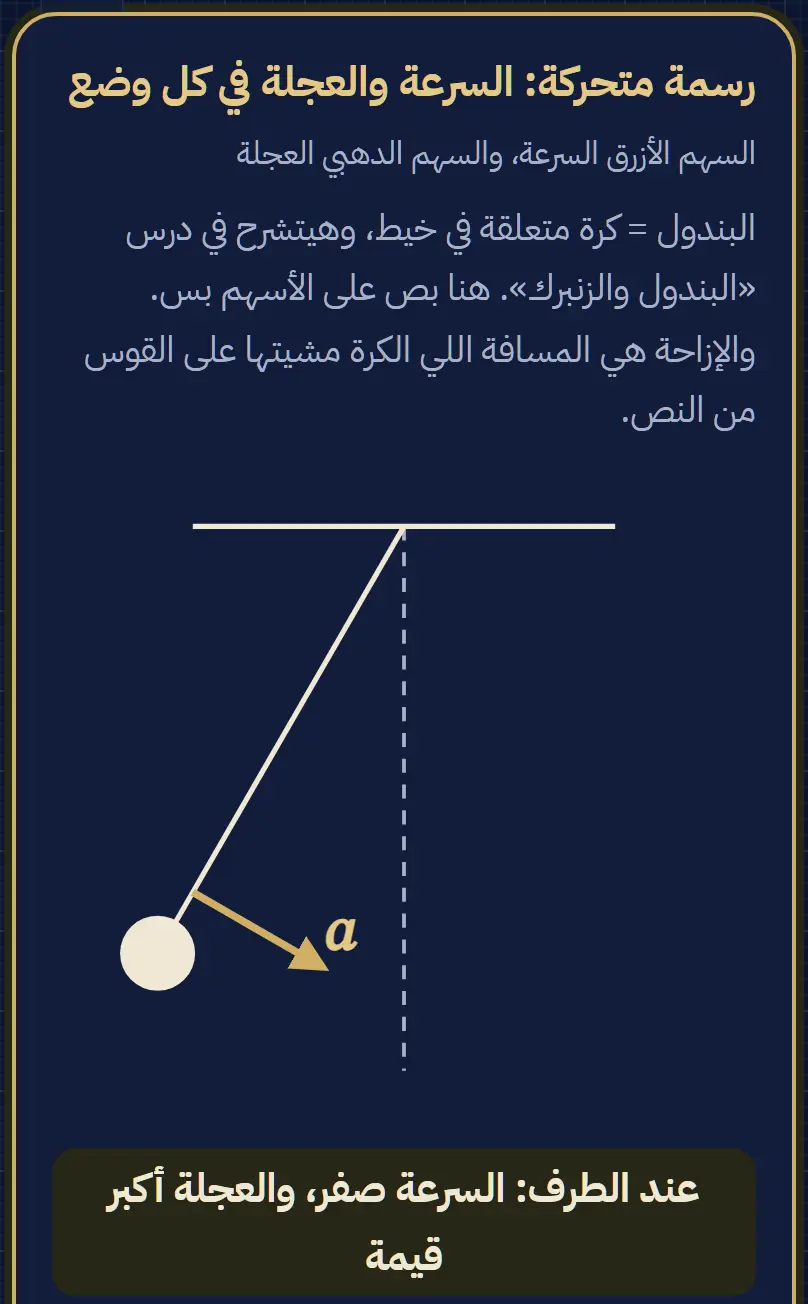 رسمة متحركة: السرعة والعجلة في كل وضع
السهم الأزرق السرعة، والسهم الدهبي العجلة
البندول = كرة متعلقة في خيط، وهيتشرح في درس
«البندول والزنبرك». هنا بص على الأسهم بس.
والإزاحة هي المسافة اللي الكرة مشيتها على القوس
من النص.
a
عند الطرف: السرعة صفر، والعجلة أكبر
قيمة